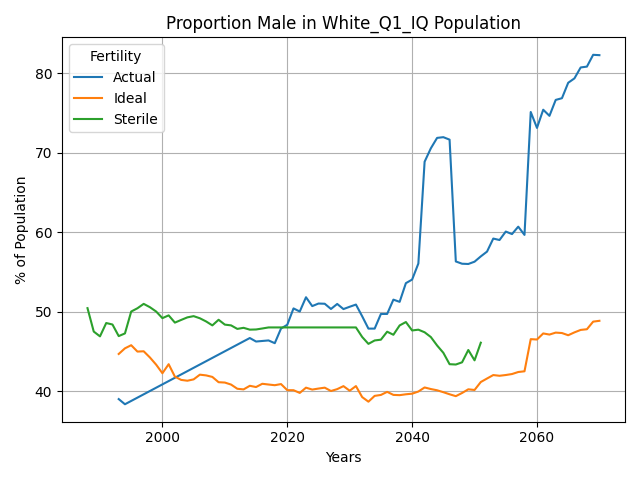 Proportion Male in White_Q1_IQ Population
Fertility
Actual
Ideal
Sterile
% of Population
80
70
60
50
40
2000
2020
2040
2060
Years